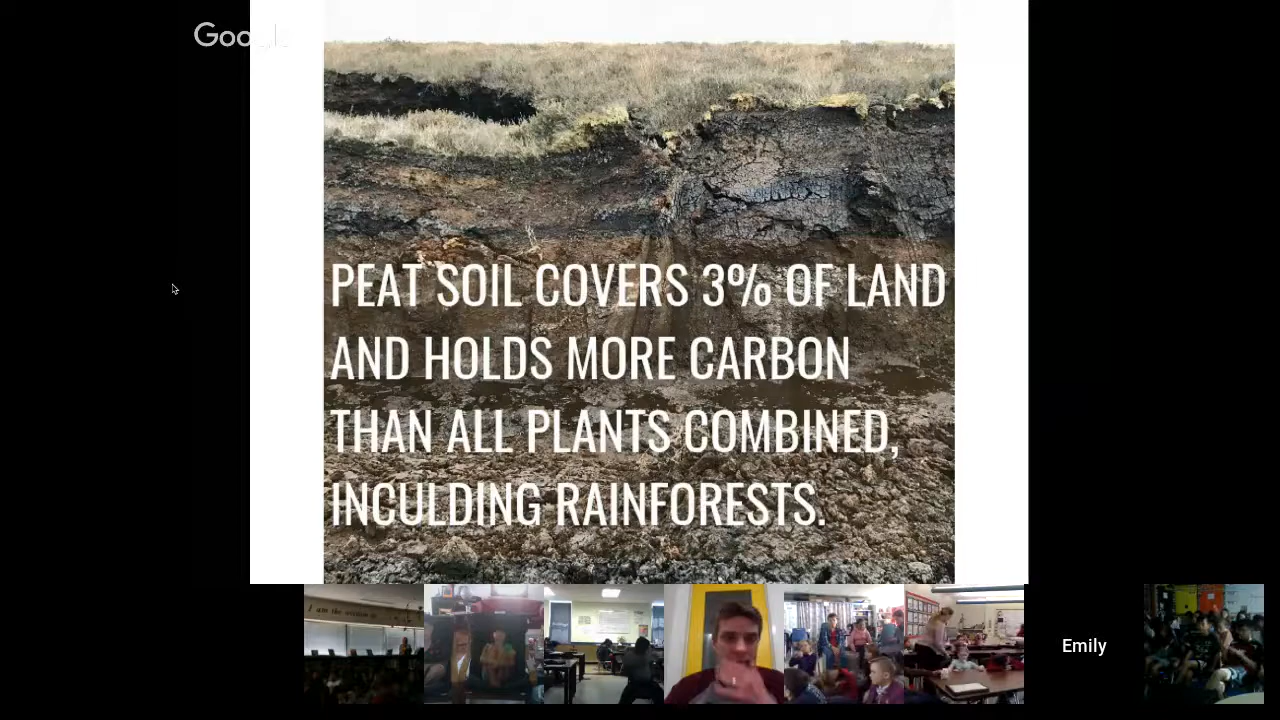 Google
PEAT SOIL COVERS 3% OF LAND
AND HOLDS MORE CARBON
THAN ALL PLANTS COMBINED,
INCULDING RAINFORESTS.
Emily